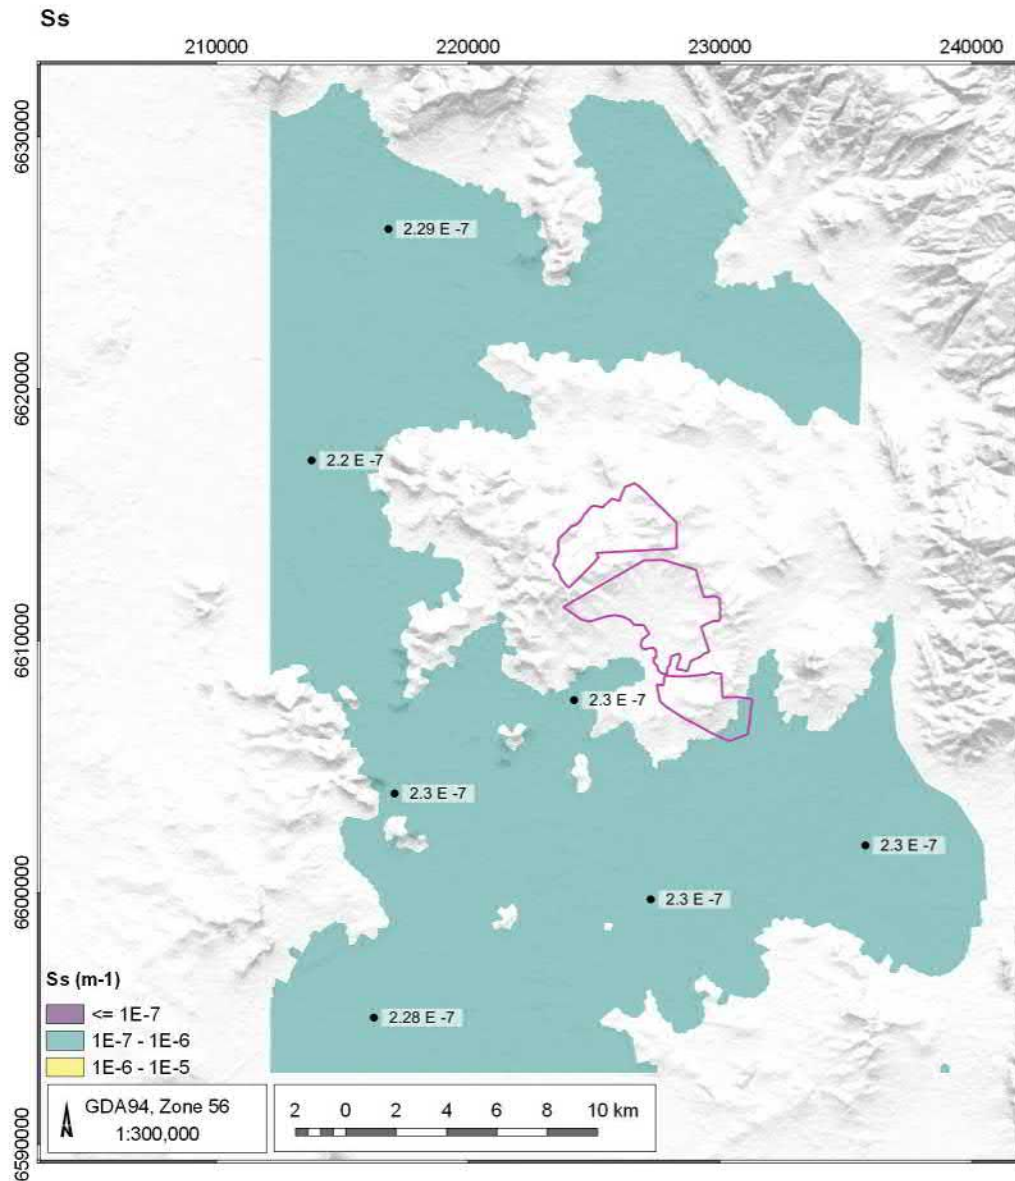 Ss
210000 220000 230000 240000
6630000
2.29 E -7
6620000
2.2 E -7
6610000
2.3 E -7
2.3 E -7
2.3 E -7
6600000
2.3 E -7
Ss (m-1)
<= 1E-7
2.28 E -7
1E-7 - 1E-6
1E-6 - 1E-5
GDA94, Zone 56
1:300,000
2 0 2 4 6 8 10 km
6590000